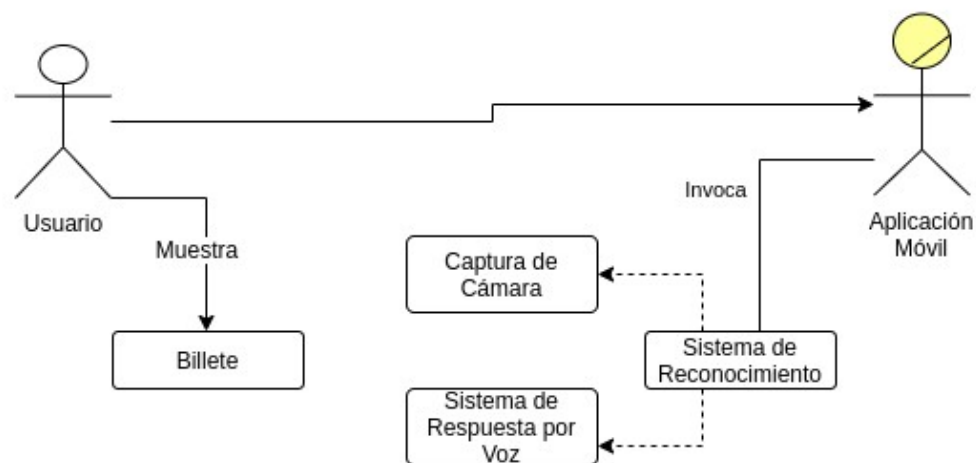 Usuario
Muestra
Billete
Captura de
Cámara
Sistema de
Respuesta por
Voz
Invoca
Sistema de
Reconocimiento
Aplicación
Móvil